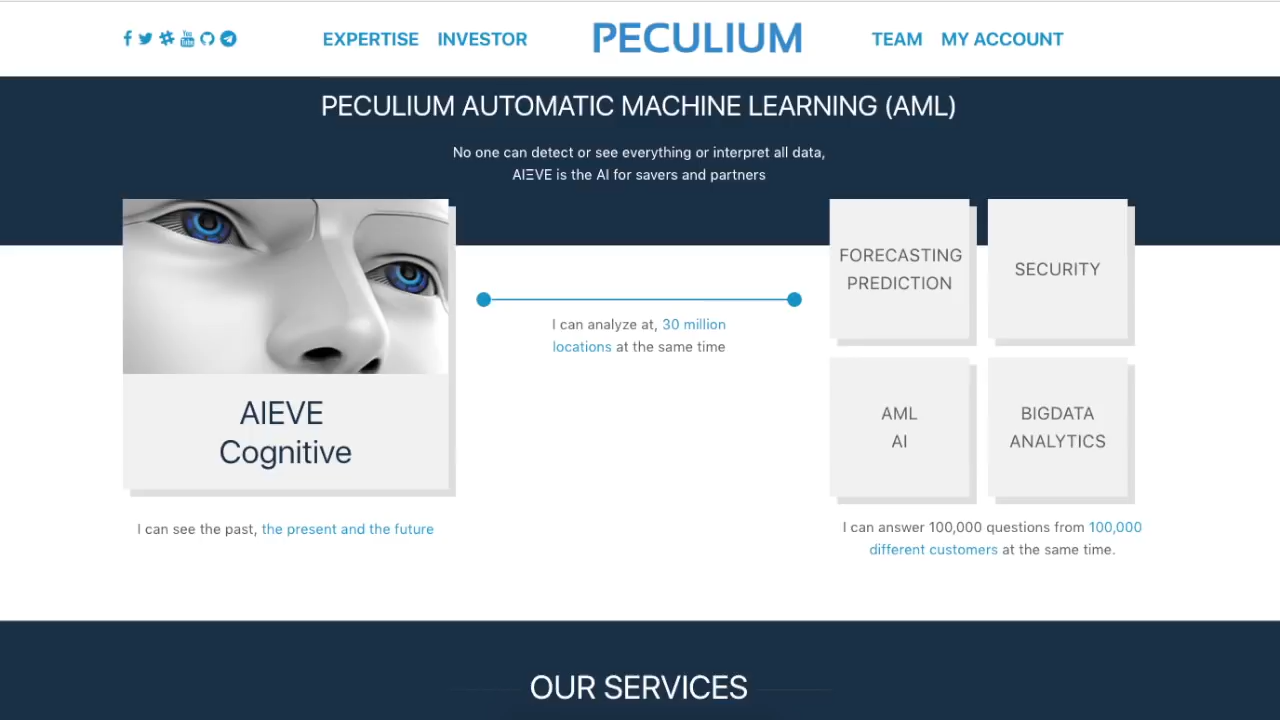 EXPERTISE INVESTOR PECULIUM TEAM MY ACCOUNT
PECULIUM AUTOMATIC MACHINE LEARNING (AML)
No one can detect or see everything or interpret all data,
AIΞVE is the AI for savers and partners
AIEVE
Cognitive
I can see the past, the present and the future
I can analyze at, 30 million
locations at the same time
FORECASTING
PREDICTION
SECURITY
AML
AI
BIGDATA
ANALYTICS
I can answer 100,000 questions from 100,000
different customers at the same time.
OUR SERVICES